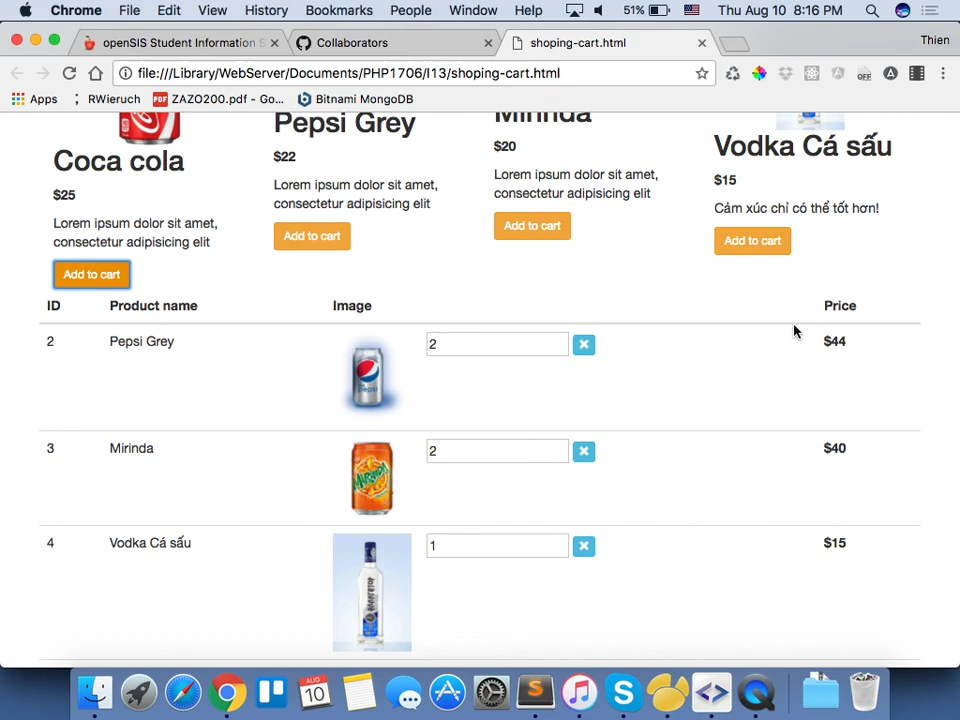 Chrome File Edit View History Bookmarks People Window Help 51% Thu Aug 10 8:16 PM
openSIS Student Information S
Collaborators
shoping-cart.html
Thien
file:///Library/WebServer/Documents/PHP1706/l13/shoping-cart.html
OFF
Apps RWieruch ZAZO200.pdf - Go... Bitnami MongoDB
Coca cola
$25
Lorem ipsum dolor sit amet,
consectetur adipisicing elit
Add to cart
Pepsi Grey
$22
Lorem ipsum dolor sit amet,
consectetur adipisicing elit
Add to cart
Mirinda
$20
Lorem ipsum dolor sit amet,
consectetur adipisicing elit
Add to cart
Vodka Cá sấu
$15
Cảm xúc chỉ có thể tốt hơn!
Add to cart
ID Product name Image Price
2 Pepsi Grey pepsi 2 $44
3 Mirinda MIRINDA 2 $40
4 Vodka Cá sấu 1 $15
AUG
10